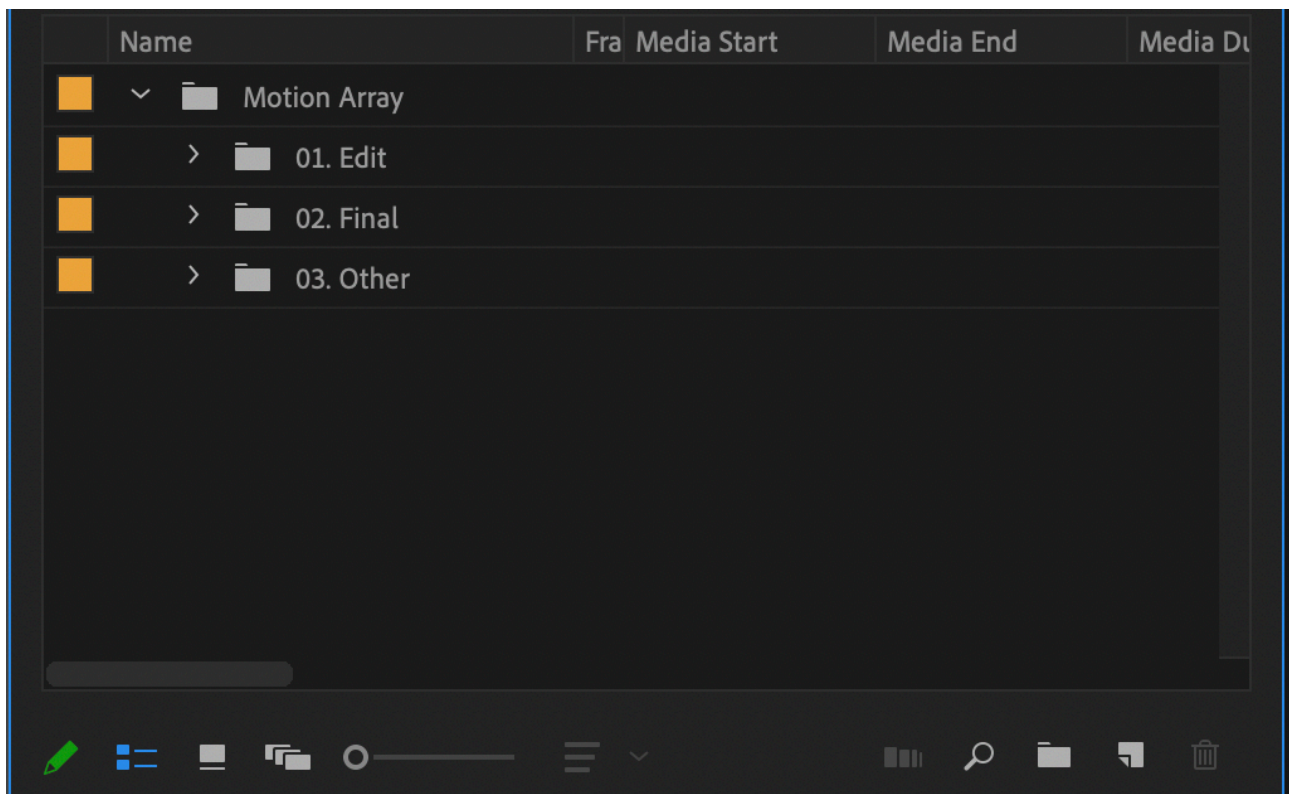 Name Fra Media Start Media End Media Du
Motion Array
01. Edit
02. Final
03. Other